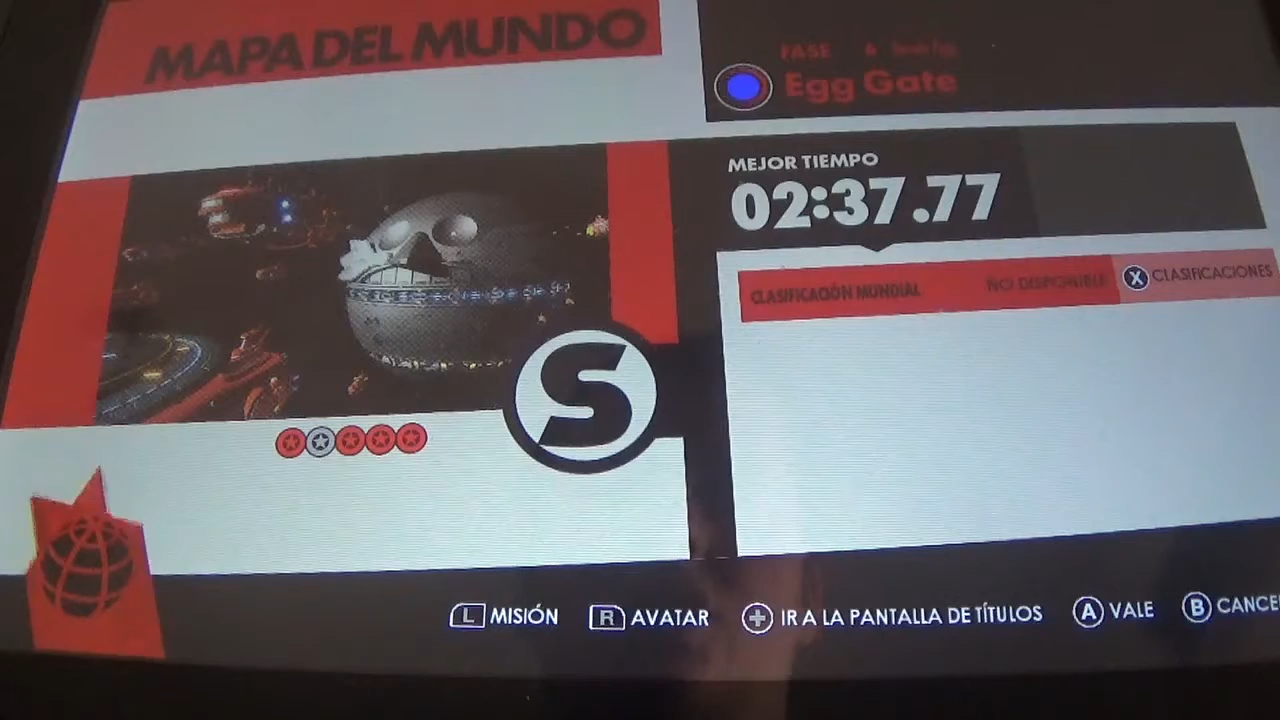 MAPA DEL MUNDO
FASE 6
Egg Gate
MEJOR TIEMPO
02:37.77
CLASIFICACIÓN MUNDIAL NO DISPONIBLE X CLASIFICACIONES
S
L MISIÓN R AVATAR + IR A LA PANTALLA DE TÍTULOS A VALE B CANCE